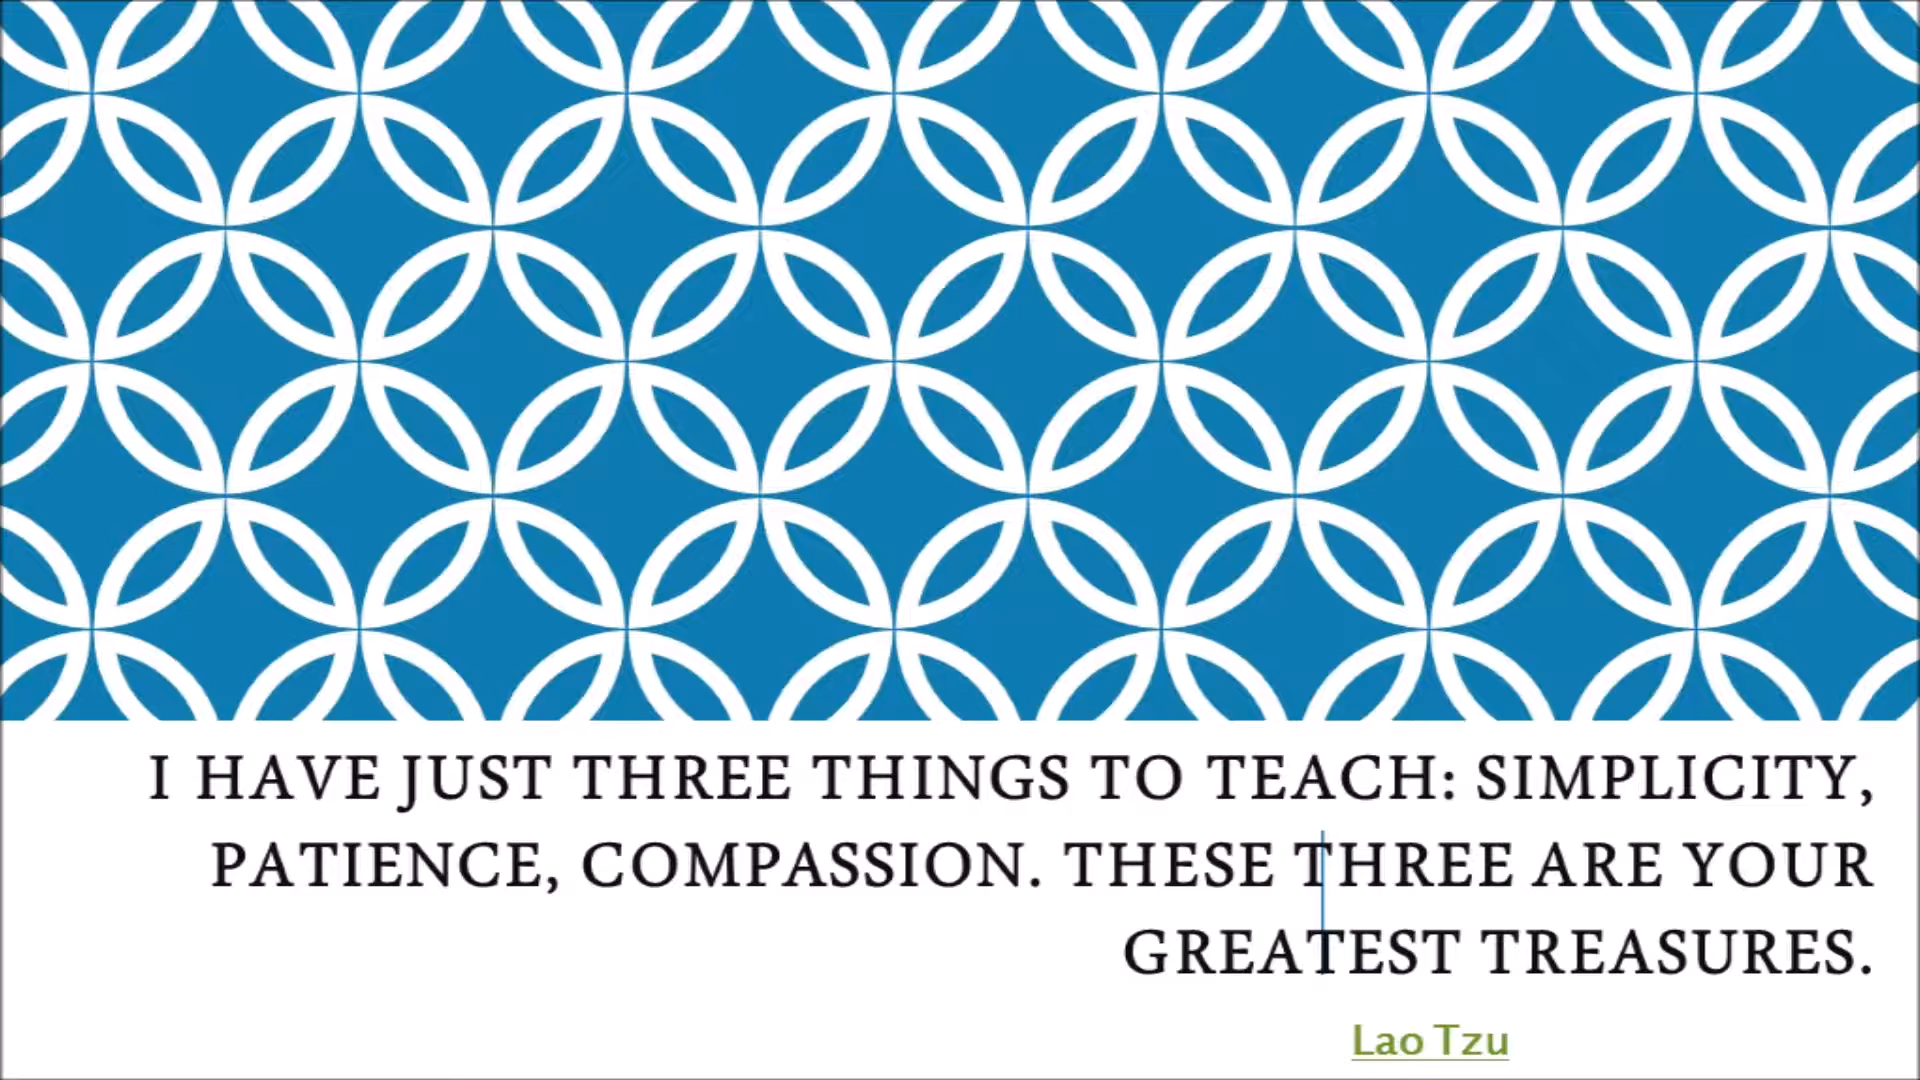 I HAVE JUST THREE THINGS TO TEACH: SIMPLICITY,
PATIENCE, COMPASSION. THESE THREE ARE YOUR
GREATEST TREASURES.
Lao Tzu